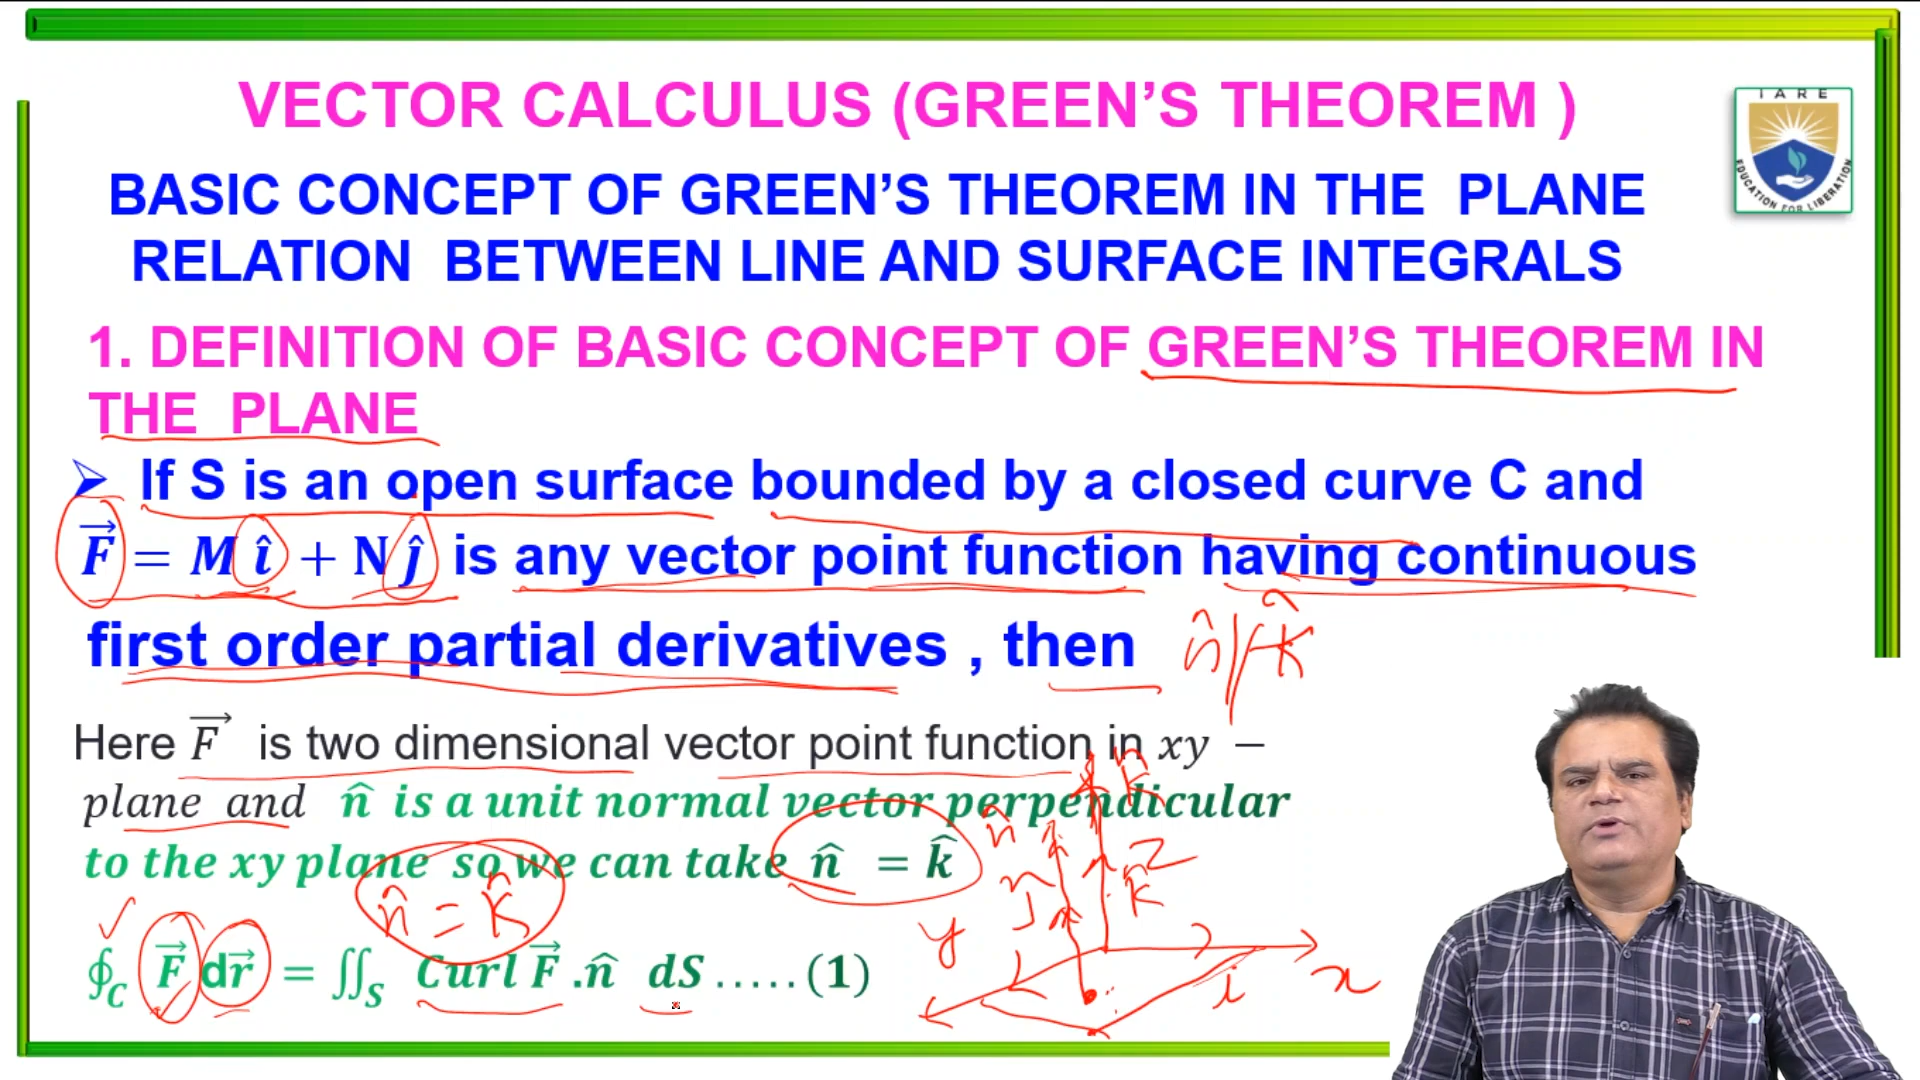 VECTOR CALCULUS (GREEN'S THEOREM )
IARE
EDUCATION FOR LIBERATION
BASIC CONCEPT OF GREEN'S THEOREM IN THE PLANE
RELATION BETWEEN LINE AND SURFACE INTEGRALS
1. DEFINITION OF BASIC CONCEPT OF GREEN'S THEOREM IN
THE PLANE
➢ If S is an open surface bounded by a closed curve C and
F⃗ = M î + N ĵ is any vector point function having continuous
first order partial derivatives , then
n̂ // k̂
Here F⃗ is two dimensional vector point function in xy −
plane and n̂ is a unit normal vector perpendicular
to the xy plane so we can take n̂ = k̂
n̂ = k̂
∮C F⃗ dr⃗ = ∬S Curl F⃗ .n̂ dS .....(1)
k̂
n̂
z
k̂
y
j
i
x